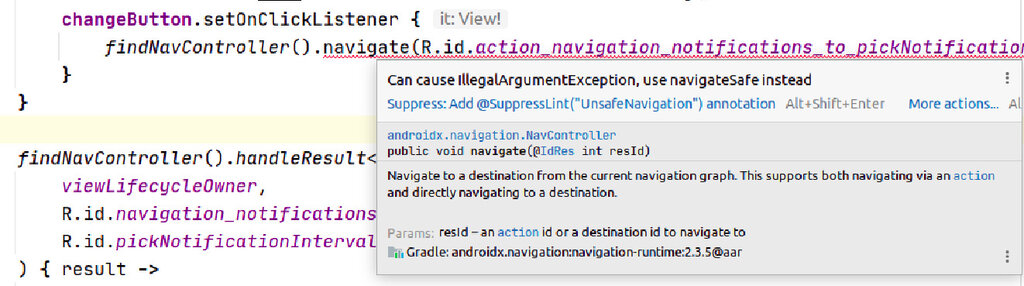 changeButton.setOnClickListener { it: View!
findNavController().navigate(R.id.action_navigation_notifications_to_pickNotification
}
}
Can cause IllegalArgumentException, use navigateSafe instead
Suppress: Add @SuppressLint("UnsafeNavigation") annotation Alt+Shift+Enter More actions... Al
androidx.navigation.NavController
public void navigate(@IdRes int resId)
Navigate to a destination from the current navigation graph. This supports both navigating via an action
and directly navigating to a destination.
Params: resId – an action id or a destination id to navigate to
Gradle: androidx.navigation:navigation-runtime:2.3.5@aar
findNavController().handleResult<
viewLifecycleOwner,
R.id.navigation_notifications
R.id.pickNotificationInterval
) { result ->